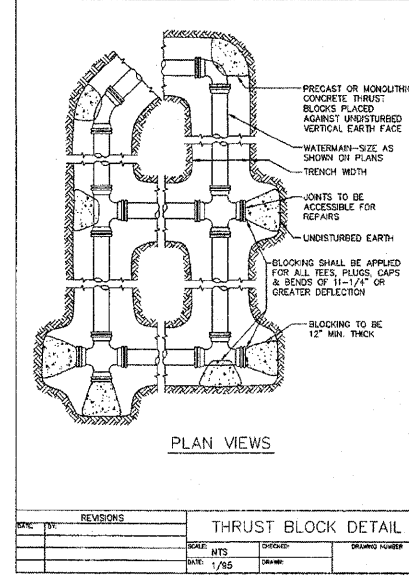 PRECAST OR MONOLITHIC
CONCRETE THRUST
BLOCKS PLACED
AGAINST UNDISTURBED
VERTICAL EARTH FACE
WATERMAIN-SIZE AS
SHOWN ON PLANS
TRENCH WIDTH
JOINTS TO BE
ACCESSIBLE FOR
REPAIRS
UNDISTURBED EARTH
BLOCKING SHALL BE APPLIED
FOR ALL TEES, PLUGS, CAPS
& BENDS OF 11-1/4" OR
GREATER DEFLECTION
BLOCKING TO BE
12" MIN. THICK
PLAN VIEWS
REVISIONS
DATE: BY:
THRUST BLOCK DETAIL
SCALE: NTS
CHECKED:
DRAWING NUMBER
DATE: 1/95
DRAWN: